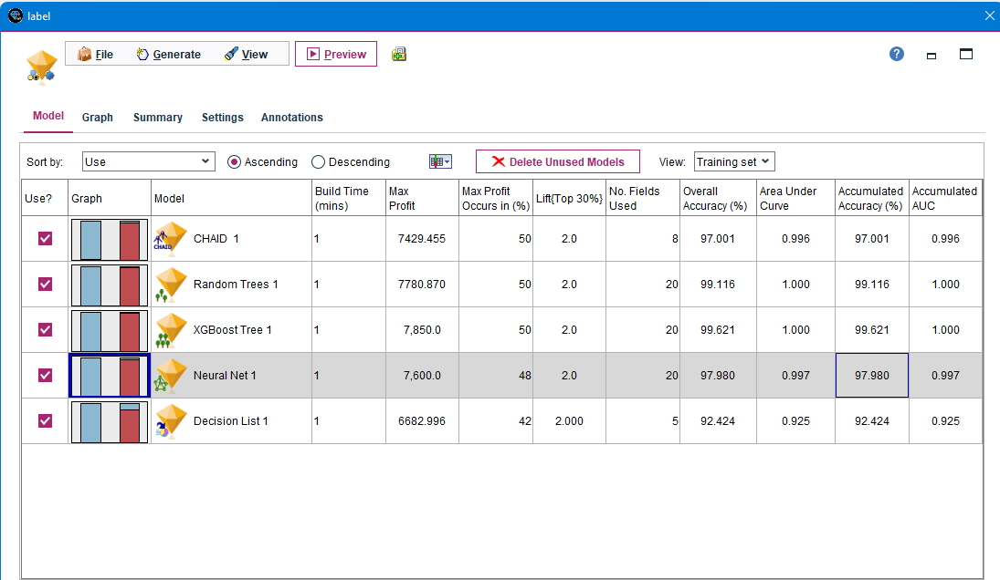 label
File Generate View Preview
Model Graph Summary Settings Annotations
Sort by: Use Ascending Descending Delete Unused Models View: Training set
Use? Graph Model Build Time (mins) Max Profit Max Profit Occurs in (%) Lift{Top 30%} No. Fields Used Overall Accuracy (%) Area Under Curve Accumulated Accuracy (%) Accumulated AUC
CHAID CHAID 1 1 7429.455 50 2.0 8 97.001 0.996 97.001 0.996
Random Trees 1 1 7780.870 50 2.0 20 99.116 1.000 99.116 1.000
XGBoost Tree 1 1 7,850.0 50 2.0 20 99.621 1.000 99.621 1.000
Neural Net 1 1 7,600.0 48 2.0 20 97.980 0.997 97.980 0.997
Decision List 1 1 6682.996 42 2.000 5 92.424 0.925 92.424 0.925